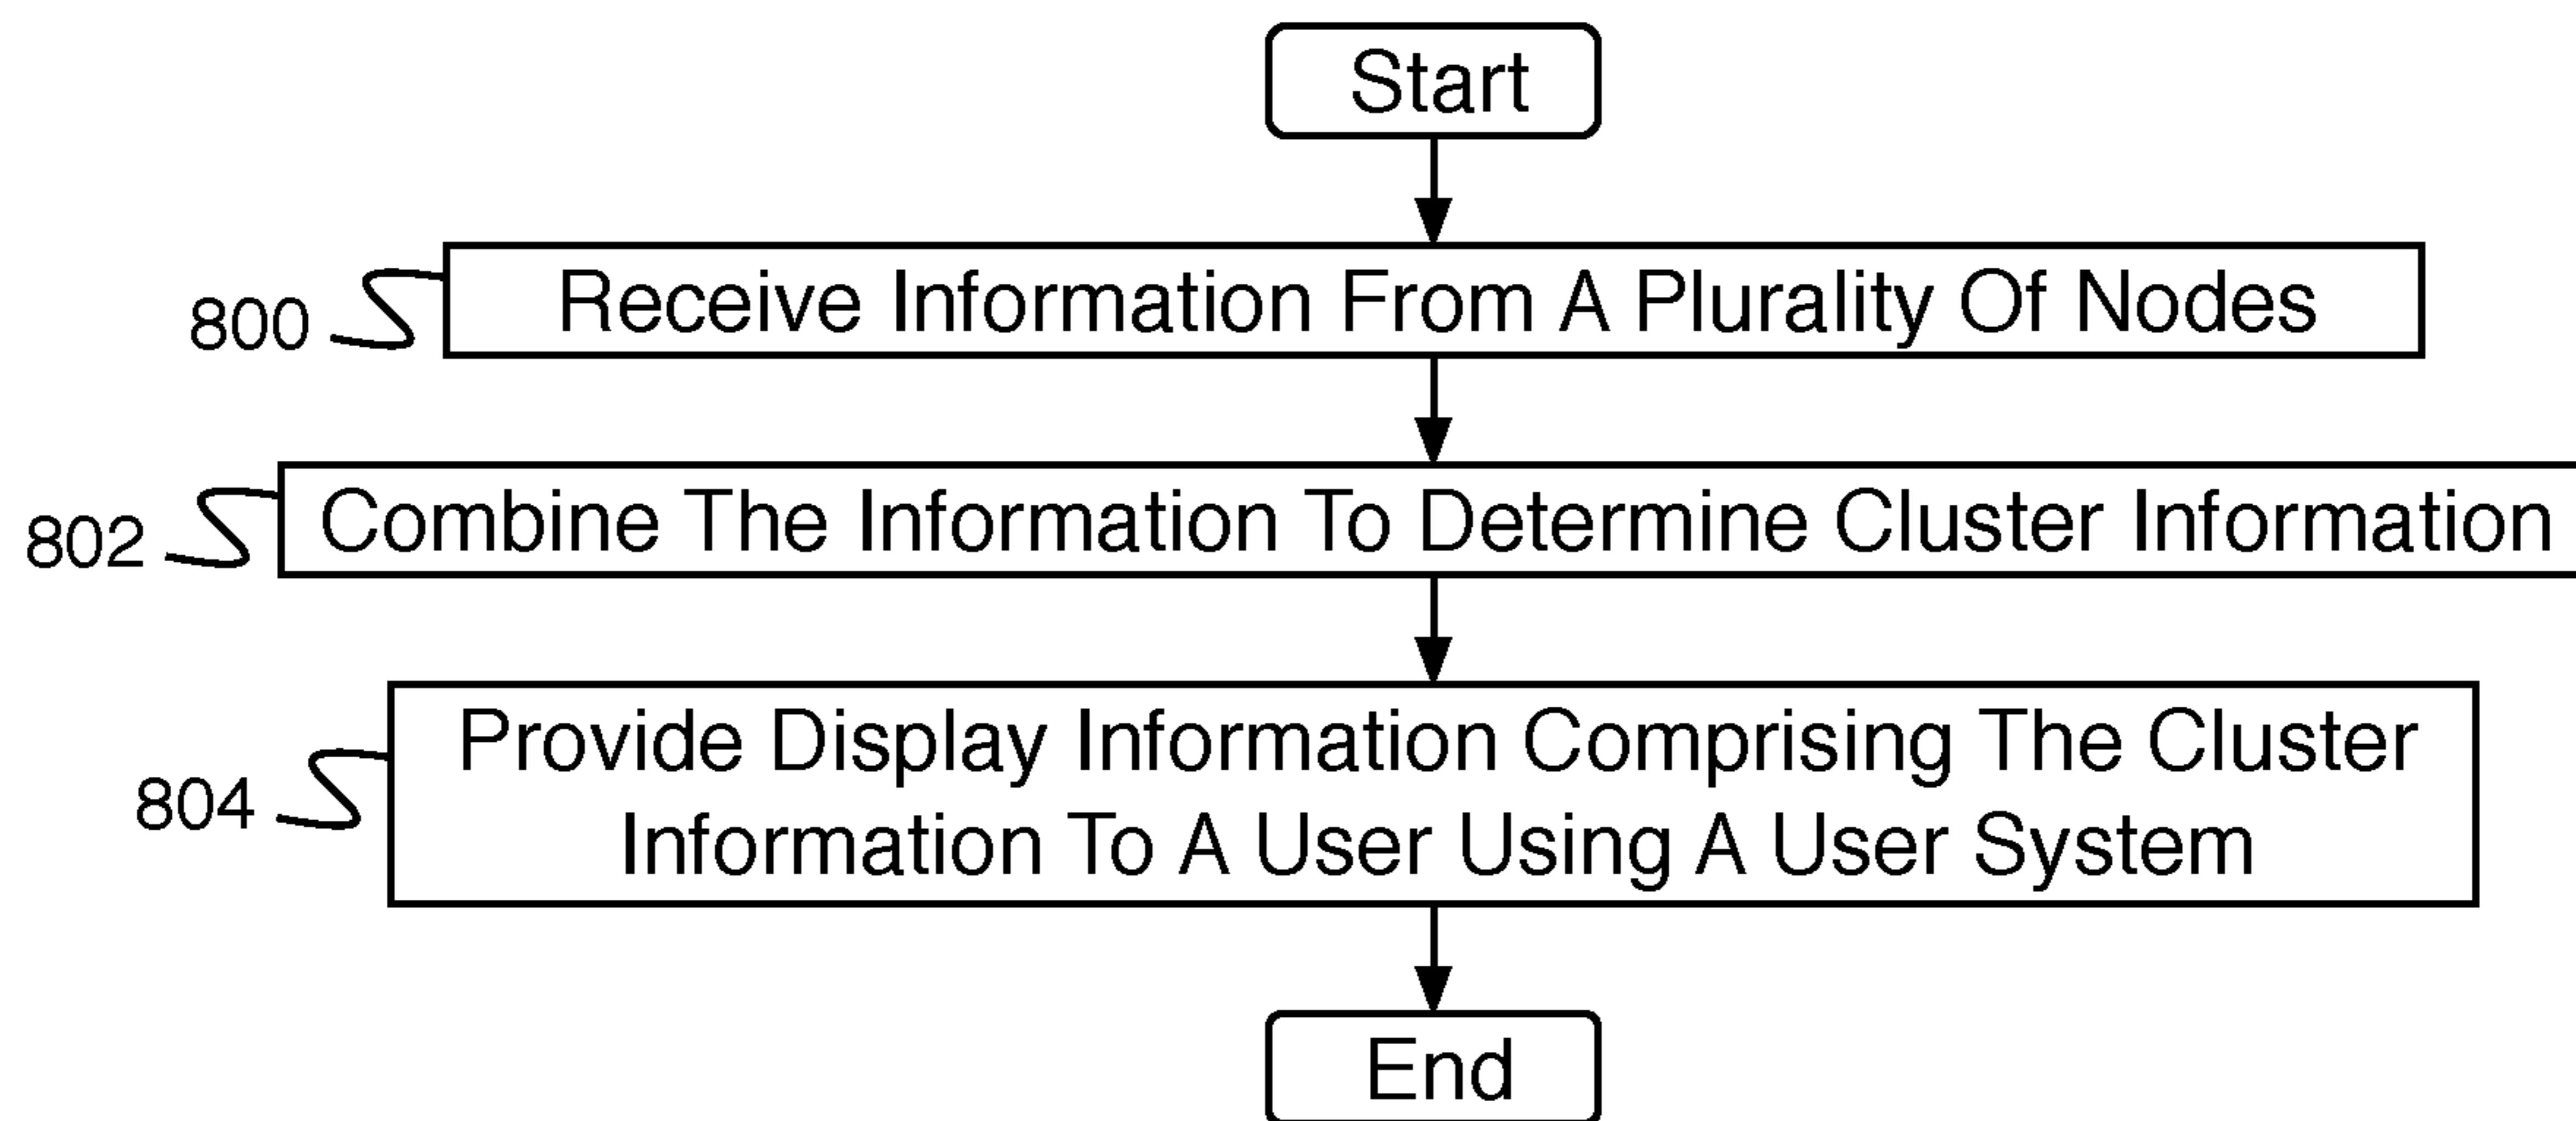 Start
800
Receive Information From A Plurality Of Nodes
802
Combine The Information To Determine Cluster Information
804
Provide Display Information Comprising The Cluster
Information To A User Using A User System
End